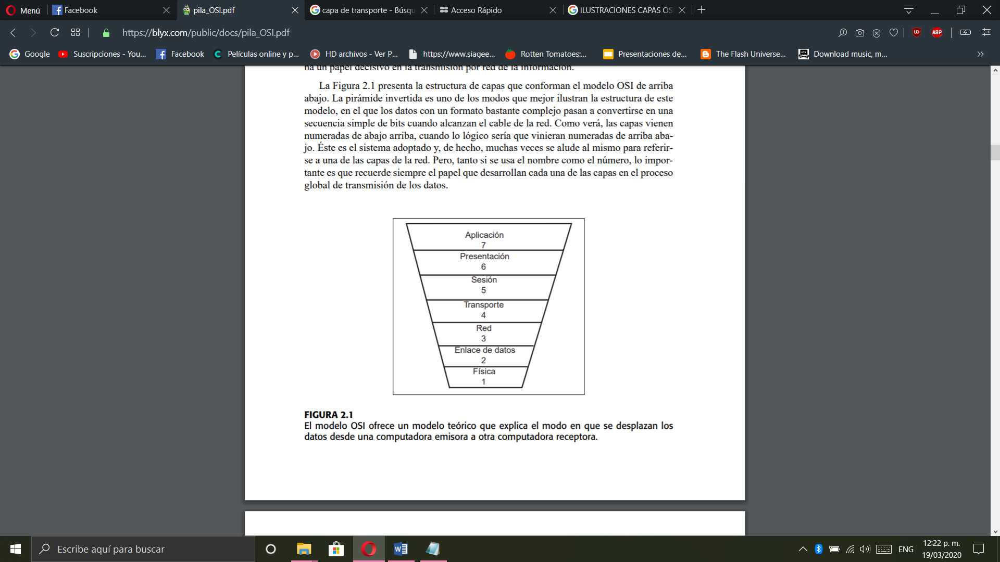 Menú
Facebook
pila_OSI.pdf
capa de transporte - Búsqu
Acceso Rápido
ILUSTRACIONES CAPAS OS
https://blyx.com/public/docs/pila_OSI.pdf
ABP
Google
Suscripciones - You...
Facebook
Películas online y p...
HD archivos - Ver P...
https://www.siagee...
Rotten Tomatoes:...
Presentaciones de...
The Flash Universe...
Download music, m...
na un papel decisivo en la transmisión por red de la información.
La Figura 2.1 presenta la estructura de capas que conforman el modelo OSI de arriba
abajo. La pirámide invertida es uno de los modos que mejor ilustran la estructura de este
modelo, en el que los datos con un formato bastante complejo pasan a convertirse en una
secuencia simple de bits cuando alcanzan el cable de la red. Como verá, las capas vienen
numeradas de abajo arriba, cuando lo lógico sería que vinieran numeradas de arriba aba-
jo. Éste es el sistema adoptado y, de hecho, muchas veces se alude al mismo para referir-
se a una de las capas de la red. Pero, tanto si se usa el nombre como el número, lo impor-
tante es que recuerde siempre el papel que desarrollan cada una de las capas en el proceso
global de transmisión de los datos.
Aplicación
7
Presentación
6
Sesión
5
Transporte
4
Red
3
Enlace de datos
2
Física
1
FIGURA 2.1
El modelo OSI ofrece un modelo teórico que explica el modo en que se desplazan los
datos desde una computadora emisora a otra computadora receptora.
Escribe aquí para buscar
ENG
12:22 p. m.
19/03/2020